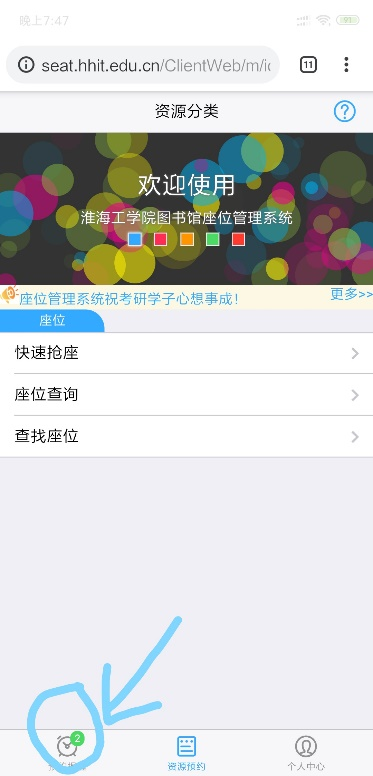 晚上7:47
91
seat.hhit.edu.cn/ClientWeb/m/ic
11
资源分类
?
欢迎使用
淮海工学院图书馆座位管理系统
座位管理系统祝考研学子心想事成!
更多>>
座位
快速抢座
座位查询
查找座位
2
资源预约
个人中心